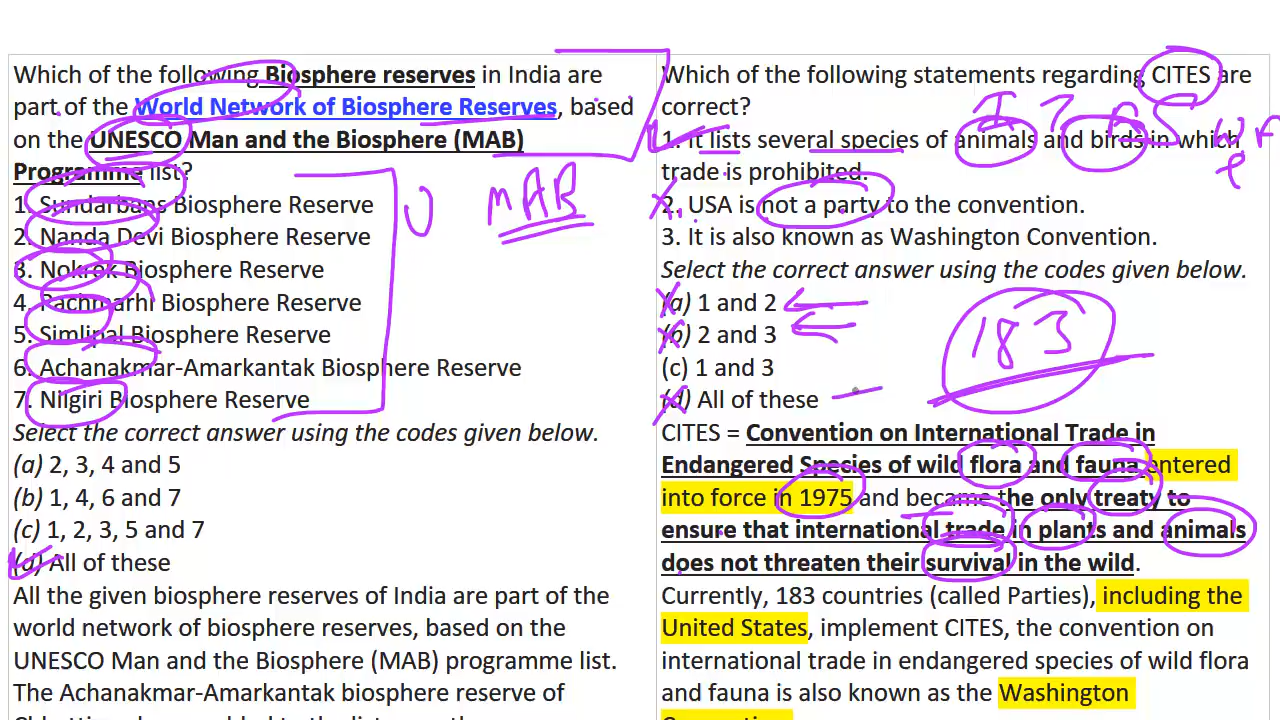 Which of the following Biosphere reserves in India are
part of the World Network of Biosphere Reserves, based
on the UNESCO Man and the Biosphere (MAB)
Programme list?
1. Sundarbans Biosphere Reserve
2. Nanda Devi Biosphere Reserve
3. Nokrek Biosphere Reserve
4. Pachmarhi Biosphere Reserve
5. Simlipal Biosphere Reserve
6. Achanakmar-Amarkantak Biosphere Reserve
7. Nilgiri Biosphere Reserve
Select the correct answer using the codes given below.
(a) 2, 3, 4 and 5
(b) 1, 4, 6 and 7
(c) 1, 2, 3, 5 and 7
(d) All of these
All the given biosphere reserves of India are part of the
world network of biosphere reserves, based on the
UNESCO Man and the Biosphere (MAB) programme list.
The Achanakmar-Amarkantak biosphere reserve of
MAB
Which of the following statements regarding CITES are
correct?
1. It lists several species of animals and birds in which
trade is prohibited.
2. USA is not a party to the convention.
3. It is also known as Washington Convention.
Select the correct answer using the codes given below.
(a) 1 and 2
(b) 2 and 3
(c) 1 and 3
(d) All of these
CITES = Convention on International Trade in
Endangered Species of wild flora and fauna entered
into force in 1975 and became the only treaty to
ensure that international trade in plants and animals
does not threaten their survival in the wild.
Currently, 183 countries (called Parties), including the
United States, implement CITES, the convention on
international trade in endangered species of wild flora
and fauna is also known as the Washington
183